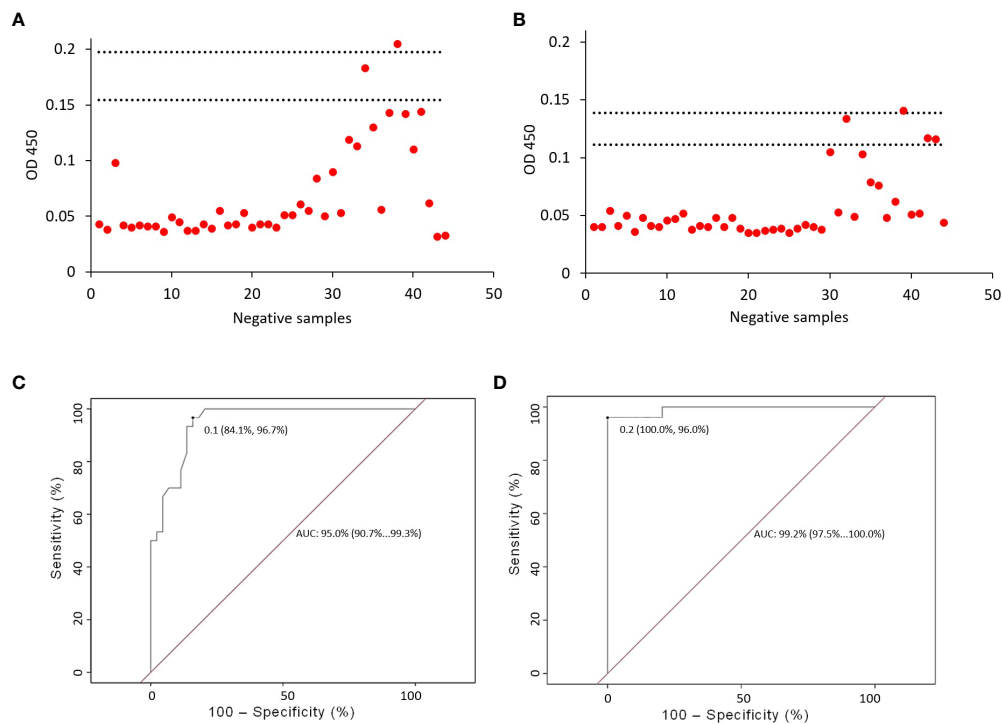 A
0.2
0.15
0.1
0.05
0
OD 450
0 10 20 30 40 50
Negative samples
B
0.2
0.15
0.1
0.05
0
OD 450
0 10 20 30 40 50
Negative samples
C
100
80
60
40
20
0
Sensitivity (%)
0.1 (84.1%, 96.7%)
AUC: 95.0% (90.7%...99.3%)
0 50 100
100 – Specificity (%)
D
100
80
60
40
20
0
Sensitivity (%)
0.2 (100.0%, 96.0%)
AUC: 99.2% (97.5%...100.0%)
0 50 100
100 – Specificity (%)